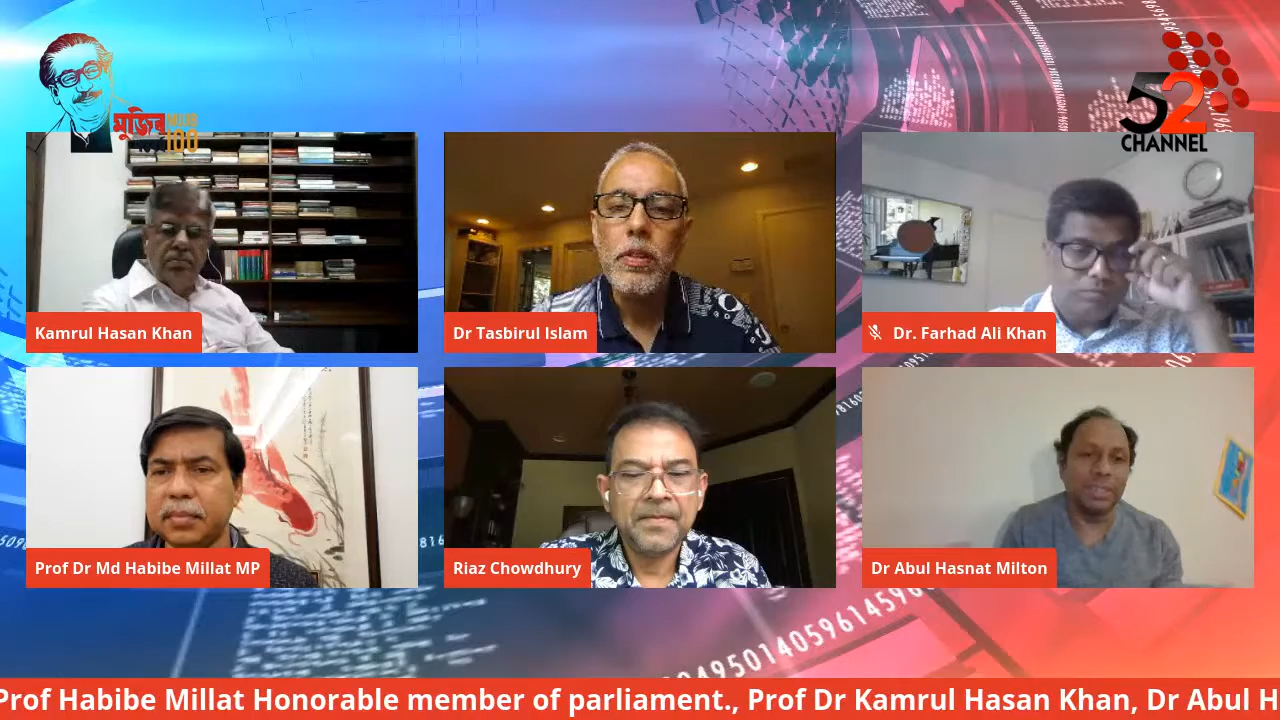 মুজিব
MUJIB
100
52
CHANNEL
Kamrul Hasan Khan
Dr Tasbirul Islam
Dr. Farhad Ali Khan
Prof Dr Md Habibe Millat MP
Riaz Chowdhury
Dr Abul Hasnat Milton
Prof Habibe Millat Honorable member of parliament., Prof Dr Kamrul Hasan Khan, Dr Abul H